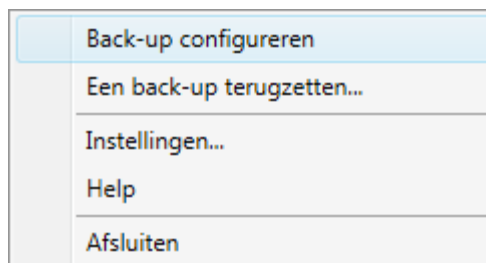 Back-up configureren
Een back-up terugzetten...
Instellingen...
Help
Afsluiten